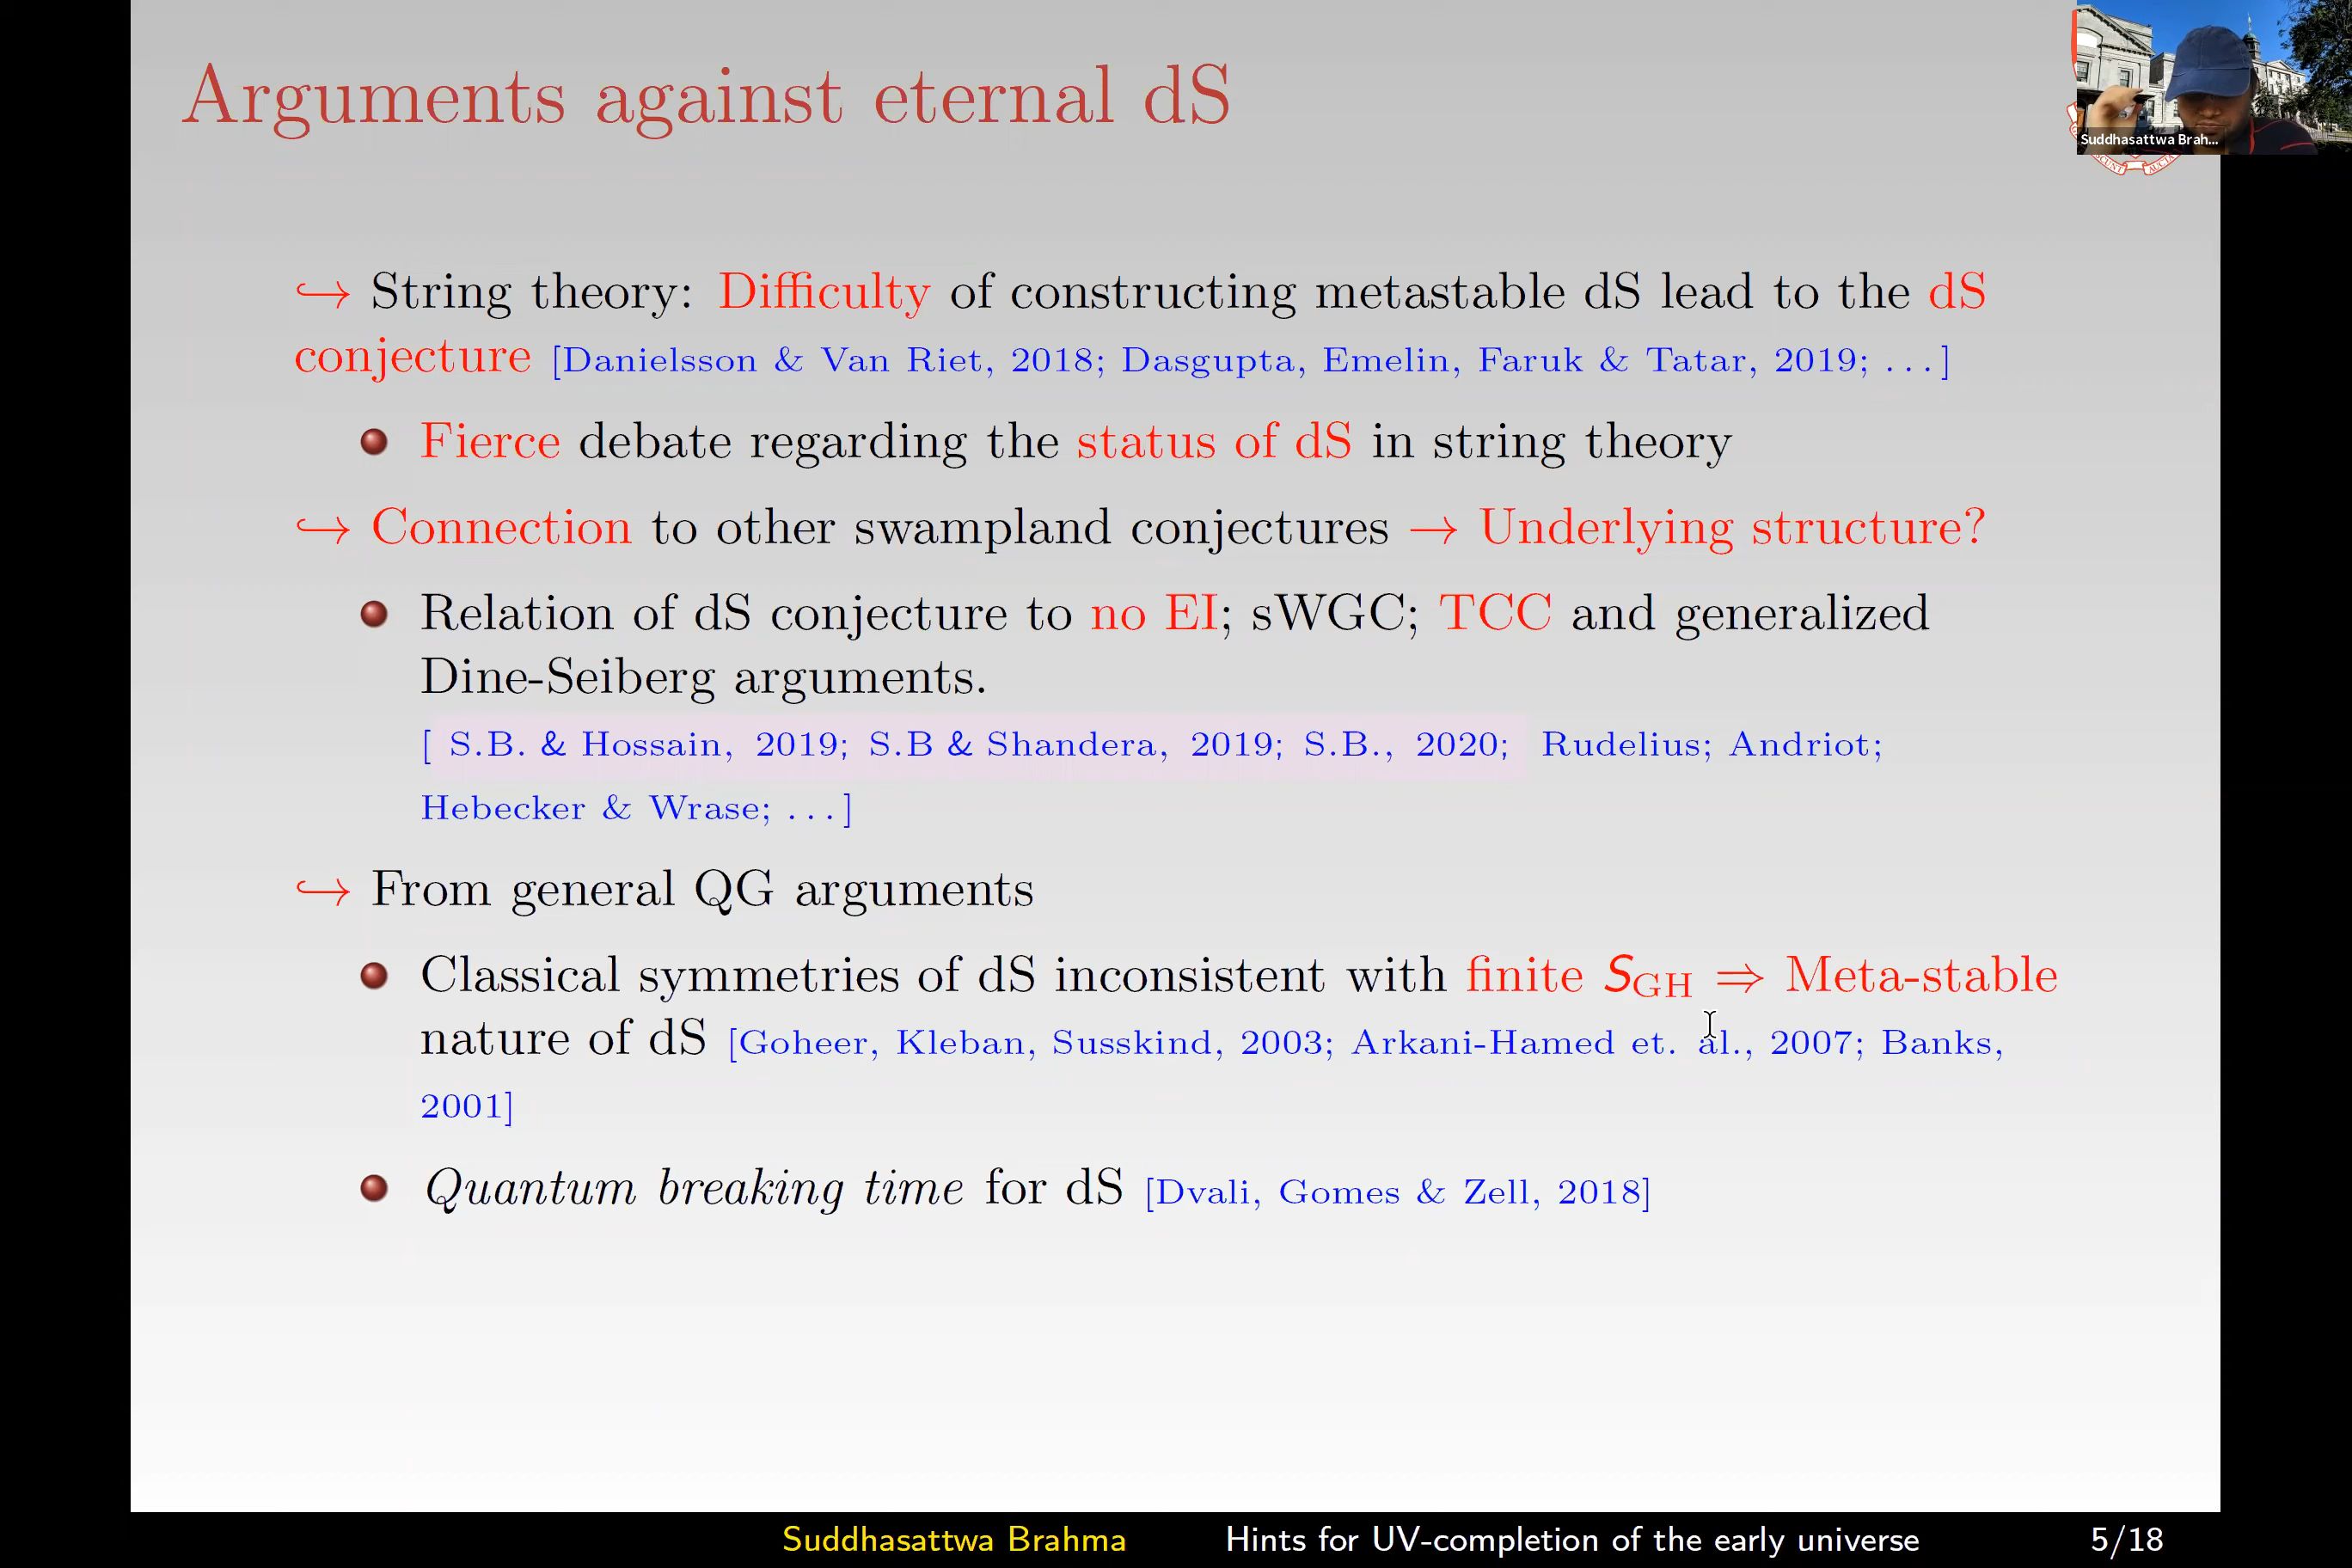 Arguments against eternal dS
Suddhasattwa Brah...
SCUNT
↪ String theory: Difficulty of constructing metastable dS lead to the dS
conjecture [Danielsson & Van Riet, 2018; Dasgupta, Emelin, Faruk & Tatar, 2019; ...]
Fierce debate regarding the status of dS in string theory
↪ Connection to other swampland conjectures → Underlying structure?
Relation of dS conjecture to no EI; sWGC; TCC and generalized
Dine-Seiberg arguments.
[ S.B. & Hossain, 2019; S.B & Shandera, 2019; S.B., 2020; Rudelius; Andriot;
Hebecker & Wrase; ...]
↪ From general QG arguments
Classical symmetries of dS inconsistent with finite S_GH ⇒ Meta-stable
nature of dS [Goheer, Kleban, Susskind, 2003; Arkani-Hamed et. al., 2007; Banks,
2001]
Quantum breaking time for dS [Dvali, Gomes & Zell, 2018]
Suddhasattwa Brahma Hints for UV-completion of the early universe 5/18